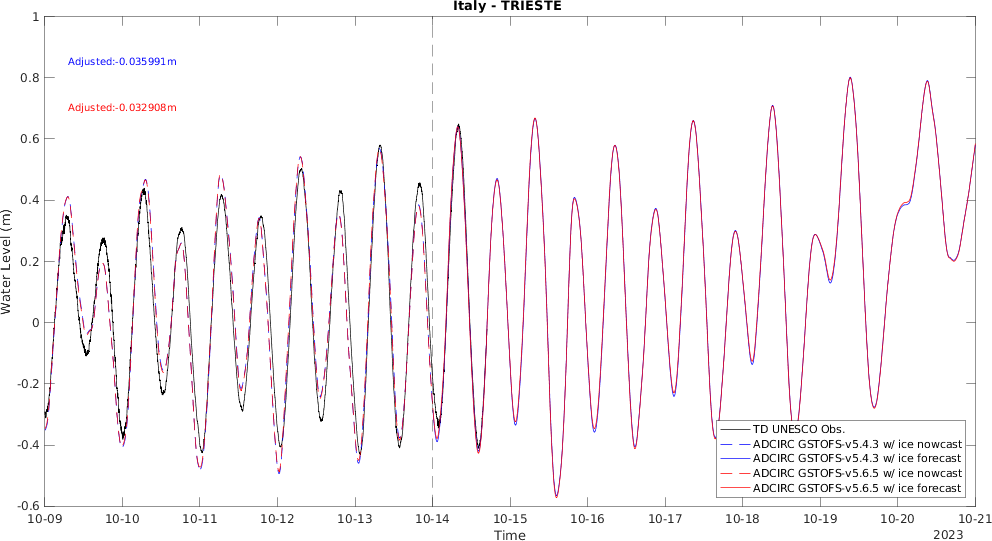 Italy - TRIESTE
1
0.8
0.6
0.4
0.2
0
-0.2
-0.4
-0.6
Water Level (m)
Adjusted:-0.035991m
Adjusted:-0.032908m
TD UNESCO Obs.
ADCIRC GSTOFS-v5.4.3 w/ ice nowcast
ADCIRC GSTOFS-v5.4.3 w/ ice forecast
ADCIRC GSTOFS-v5.6.5 w/ ice nowcast
ADCIRC GSTOFS-v5.6.5 w/ ice forecast
10-09 10-10 10-11 10-12 10-13 10-14 10-15 10-16 10-17 10-18 10-19 10-20 10-21
Time
2023